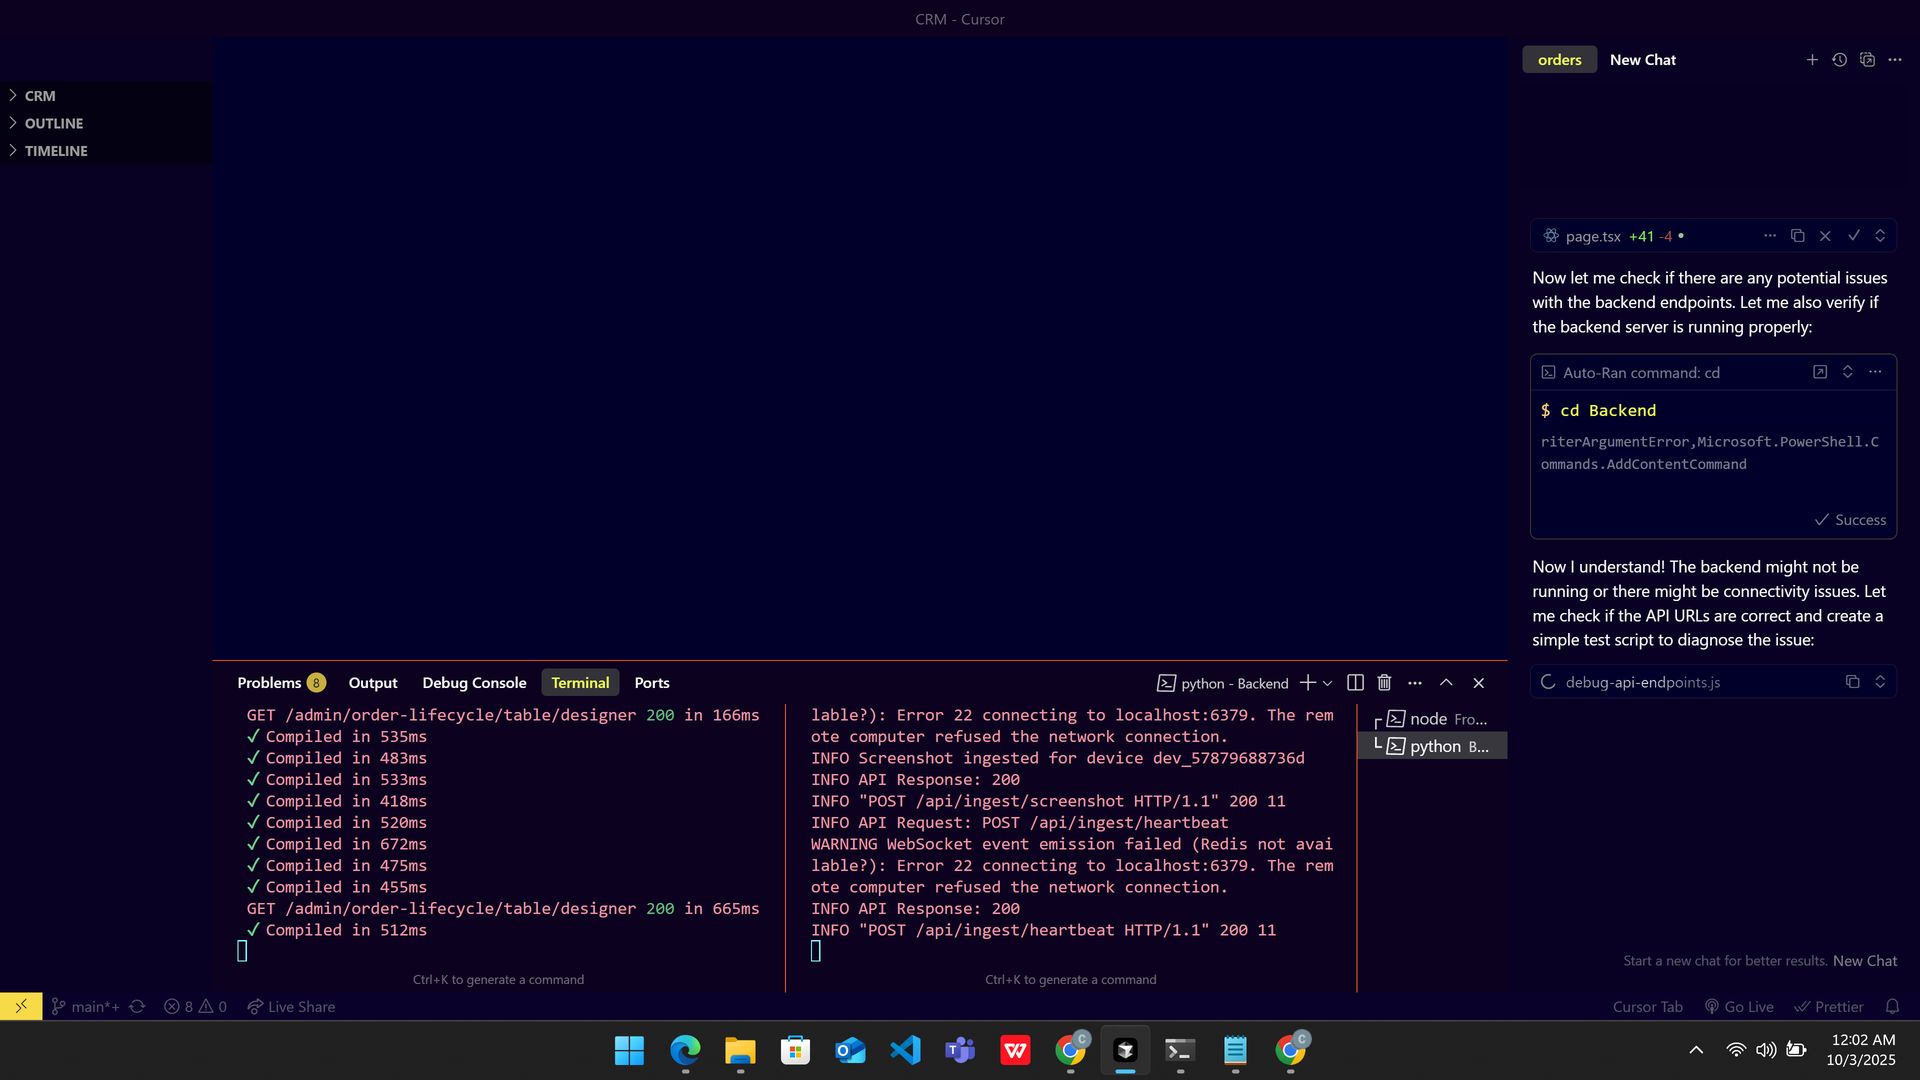 CRM - Cursor
CRM
OUTLINE
TIMELINE
Problems 8 Output Debug Console Terminal Ports
python - Backend
GET /admin/order-lifecycle/table/designer 200 in 166ms
✓ Compiled in 535ms
✓ Compiled in 483ms
✓ Compiled in 533ms
✓ Compiled in 418ms
✓ Compiled in 520ms
✓ Compiled in 672ms
✓ Compiled in 475ms
✓ Compiled in 455ms
GET /admin/order-lifecycle/table/designer 200 in 665ms
✓ Compiled in 512ms
Ctrl+K to generate a command
lable?): Error 22 connecting to localhost:6379. The rem
ote computer refused the network connection.
INFO Screenshot ingested for device dev_57879688736d
INFO API Response: 200
INFO "POST /api/ingest/screenshot HTTP/1.1" 200 11
INFO API Request: POST /api/ingest/heartbeat
WARNING WebSocket event emission failed (Redis not avai
lable?): Error 22 connecting to localhost:6379. The rem
ote computer refused the network connection.
INFO API Response: 200
INFO "POST /api/ingest/heartbeat HTTP/1.1" 200 11
Ctrl+K to generate a command
node Fro...
python B...
orders New Chat
page.tsx +41 -4
Now let me check if there are any potential issues
with the backend endpoints. Let me also verify if
the backend server is running properly:
Auto-Ran command: cd
$ cd Backend
riterArgumentError,Microsoft.PowerShell.C
ommands.AddContentCommand
Success
Now I understand! The backend might not be
running or there might be connectivity issues. Let
me check if the API URLs are correct and create a
simple test script to diagnose the issue:
debug-api-endpoints.js
Start a new chat for better results. New Chat
main*+ 8 0 Live Share
Cursor Tab Go Live Prettier
12:02 AM
10/3/2025